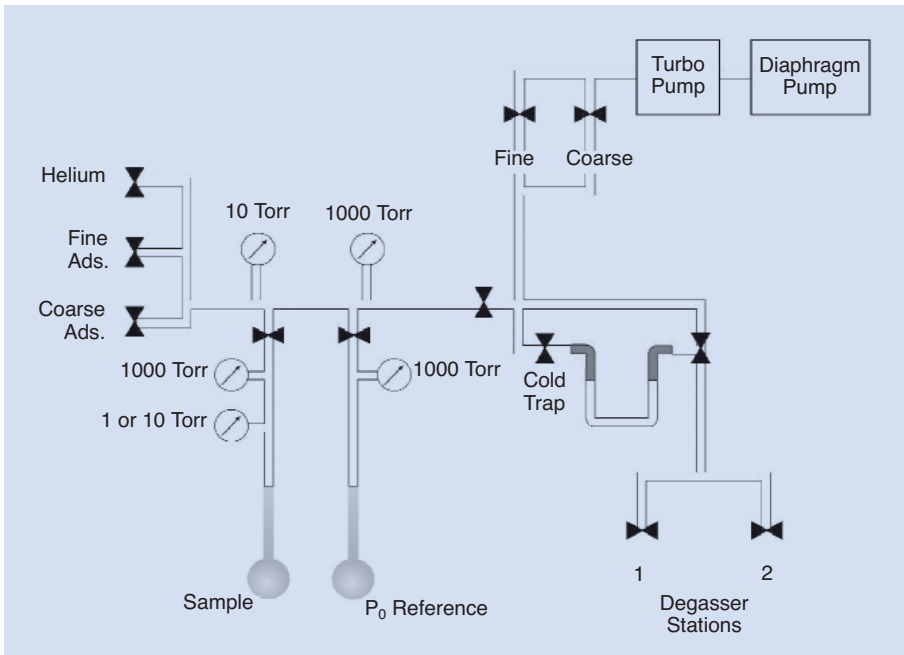 Turbo
Pump
Diaphragm
Pump
Fine
Coarse
Helium
10 Torr
1000 Torr
Fine
Ads.
Coarse
Ads.
1000 Torr
1000 Torr
Cold
Trap
1 or 10 Torr
1
2
Sample
P₀ Reference
Degasser
Stations